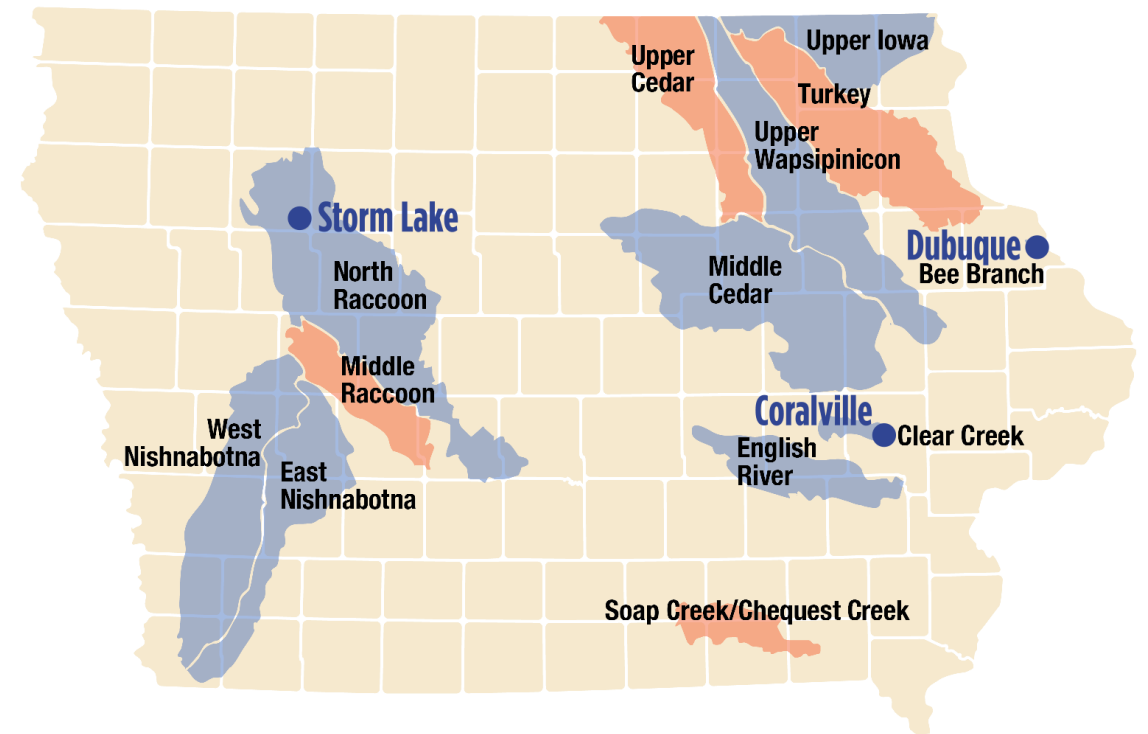 Upper Iowa
Upper
Cedar
Turkey
Upper
Wapsipinicon
Storm Lake
Dubuque
Bee Branch
North
Raccoon
Middle
Cedar
Middle
Raccoon
Coralville
Clear Creek
West
Nishnabotna
English
River
East
Nishnabotna
Soap Creek/Chequest Creek